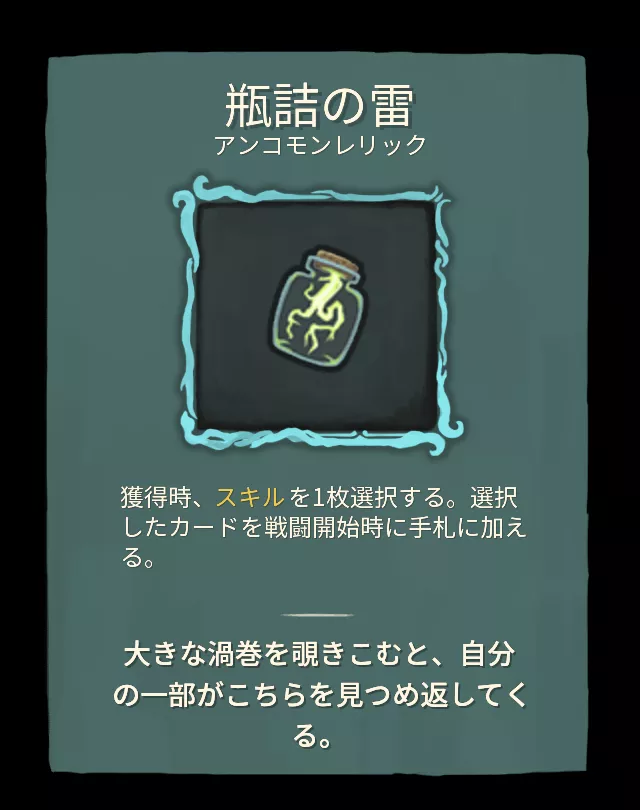 瓶詰の雷
アンコモンレリック
獲得時、スキルを1枚選択する。選択
したカードを戦闘開始時に手札に加え
る。
大きな渦巻を覗きこむと、自分
の一部がこちらを見つめ返してく
る。